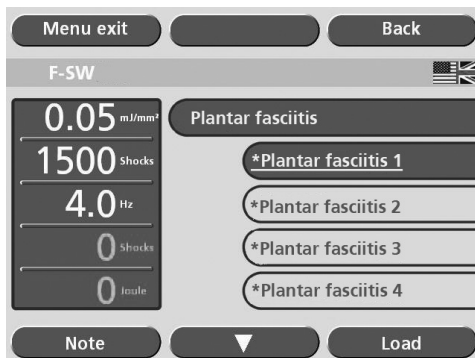 Menu exit
Back
F-SW
0.05 mJ/mm²
1500 Shocks
4.0 Hz
0 Shocks
0 Joule
Plantar fasciitis
*Plantar fasciitis 1
*Plantar fasciitis 2
*Plantar fasciitis 3
*Plantar fasciitis 4
Note
Load